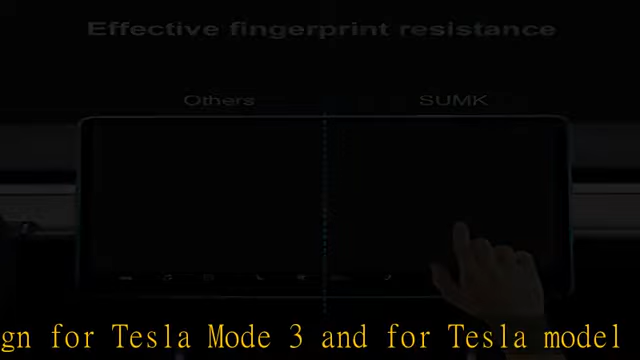 Effective fingerprint resistance
Others SUMK
gn for Tesla Mode 3 and for Tesla model